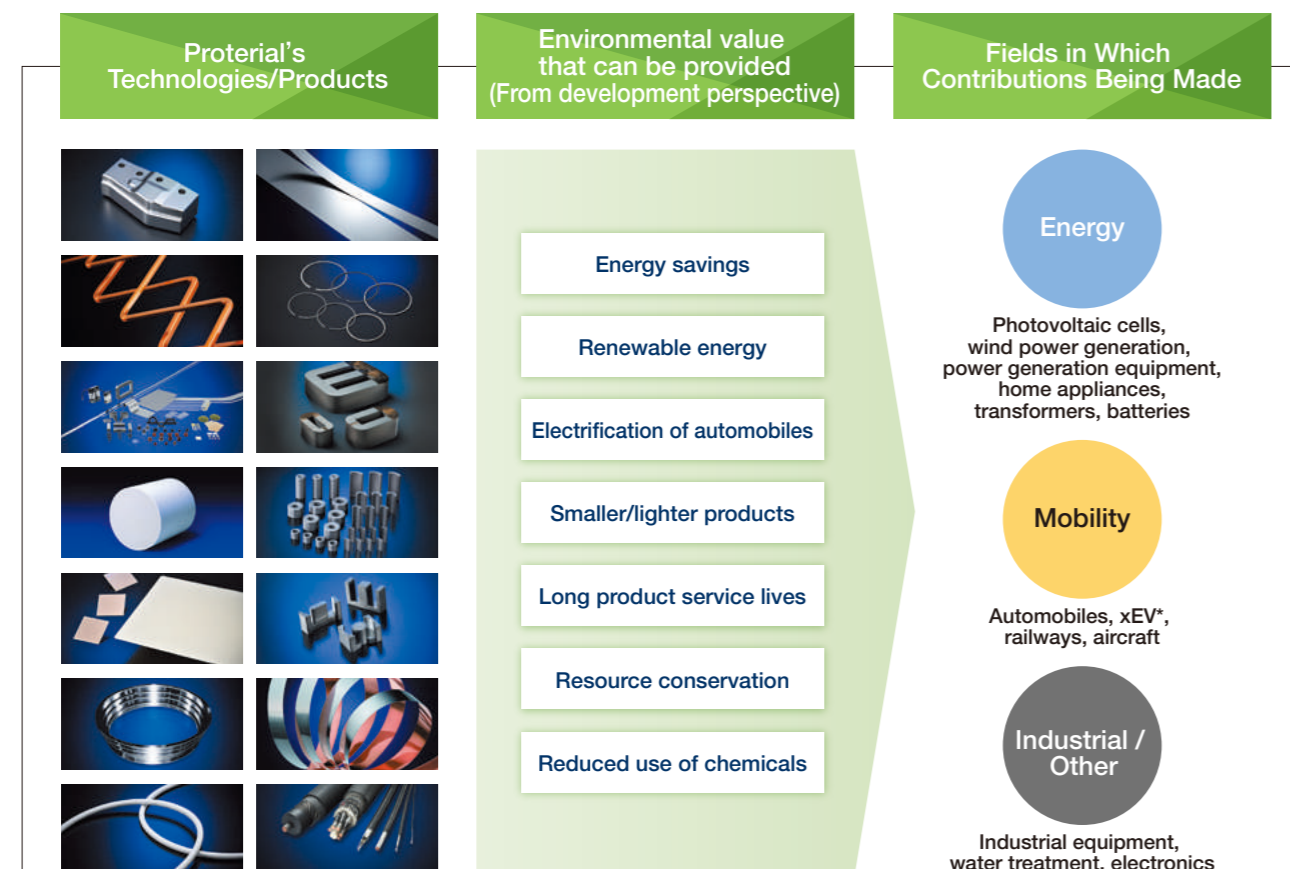 Proterial’s
Technologies/Products
Environmental value
that can be provided
(From development perspective)
Fields in Which
Contributions Being Made
Energy savings
Renewable energy
Electrification of automobiles
Smaller/lighter products
Long product service lives
Resource conservation
Reduced use of chemicals
Energy
Photovoltaic cells,
wind power generation,
power generation equipment,
home appliances,
transformers, batteries
Mobility
Automobiles, xEV*,
railways, aircraft
Industrial /
Other
Industrial equipment,
water treatment, electronics